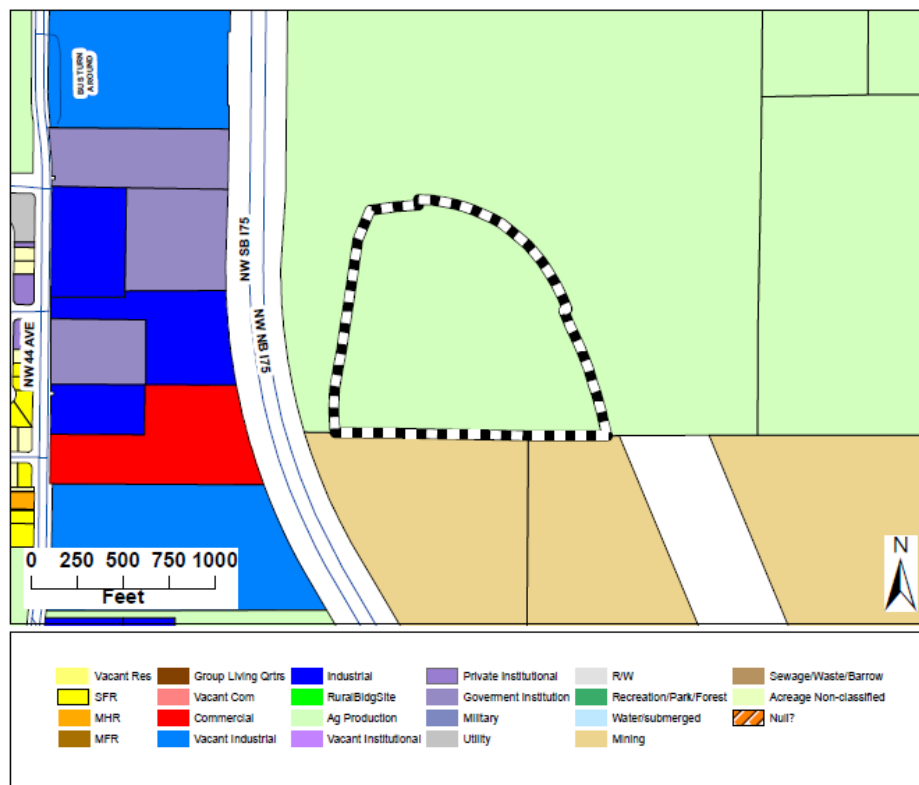 BUS TURN
AROUND
NW SB I75
NW NB I75
NW 44 AVE
0 250 500 750 1000
Feet
N
Vacant Res
SFR
MHR
MFR
Group Living Qrtrs
Vacant Com
Commercial
Vacant Industrial
Industrial
RuralBldgSite
Ag Production
Vacant Institutional
Private Institutional
Goverment Institution
Military
Utility
R/W
Recreation/Park/Forest
Water/submerged
Mining
Sewage/Waste/Barrow
Acreage Non-classified
Null?